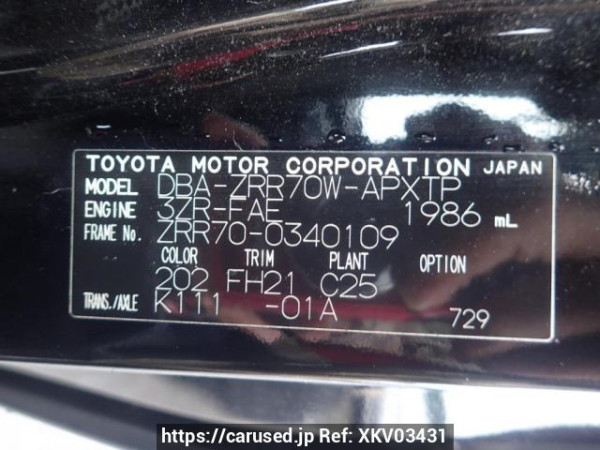 TOYOTA MOTOR CORPORATION JAPAN
MODEL DBA-ZRR70W-APXTP
ENGINE 3ZR-FAE 1986 mL
FRAME No. ZRR70-0340109
COLOR TRIM PLANT OPTION
202 FH21 C25
TRANS./AXLE K111 -01A 729
https://carused.jp Ref: XKV03431